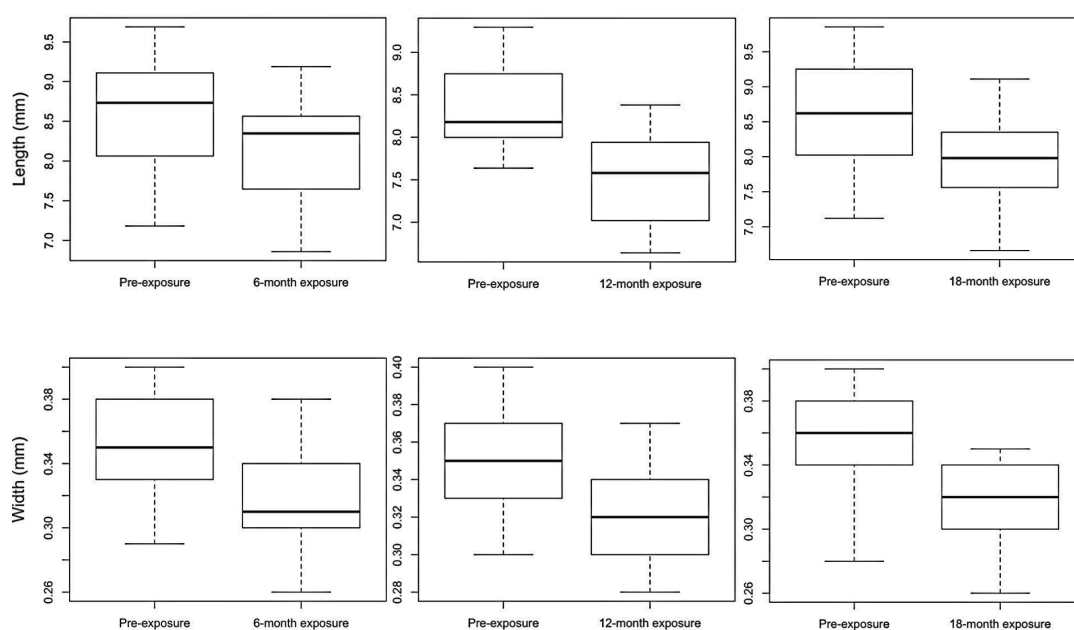 Length (mm)
9.5
9.0
8.5
8.0
7.5
7.0
Pre-exposure
6-month exposure
9.0
8.5
8.0
7.5
7.0
Pre-exposure
12-month exposure
9.5
9.0
8.5
8.0
7.5
7.0
Pre-exposure
18-month exposure
Width (mm)
0.38
0.34
0.30
0.26
Pre-exposure
6-month exposure
0.40
0.38
0.36
0.34
0.32
0.30
0.28
Pre-exposure
12-month exposure
0.38
0.34
0.30
0.26
Pre-exposure
18-month exposure